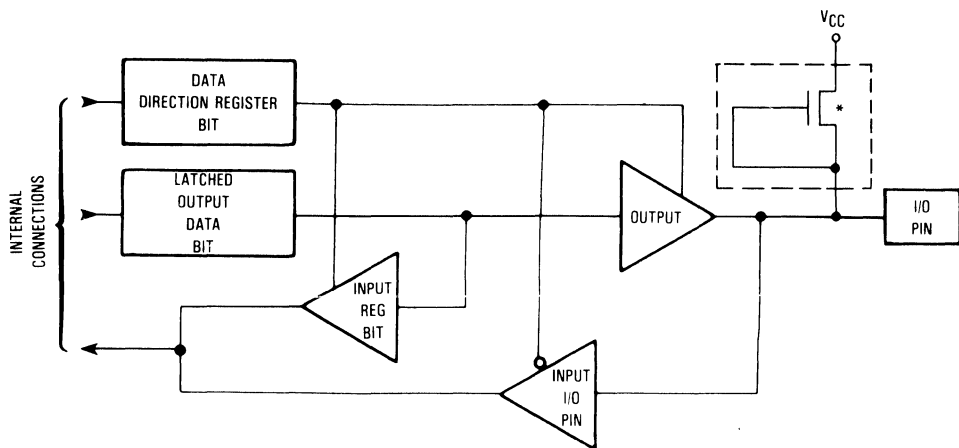 VCC
DATA
DIRECTION REGISTER
BIT
*
LATCHED
OUTPUT
DATA
BIT
OUTPUT
I/O
PIN
INTERNAL
CONNECTIONS
INPUT
REG
BIT
INPUT
I/O
PIN